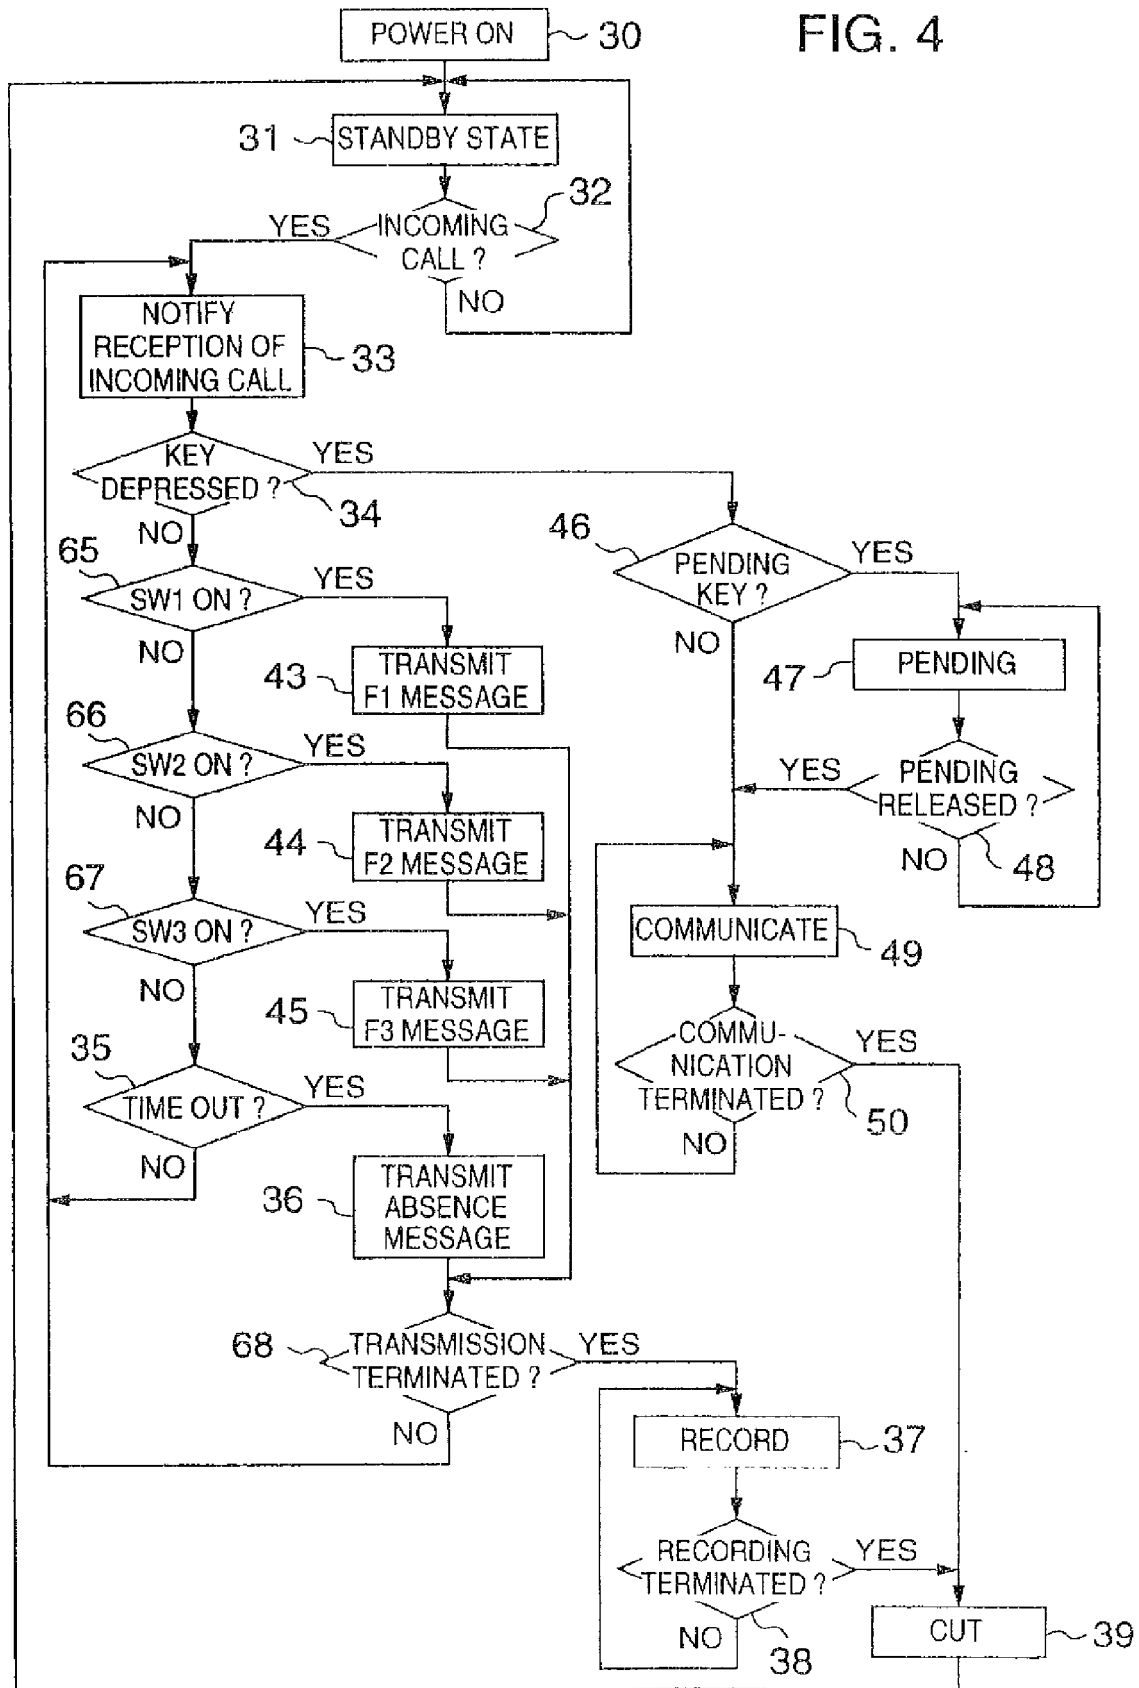 FIG. 4
POWER ON
30
31
STANDBY STATE
32
YES
INCOMING
CALL ?
NO
NOTIFY
RECEPTION OF
INCOMING CALL
33
KEY
DEPRESSED ?
YES
34
NO
46
PENDING
KEY ?
YES
NO
65
SW1 ON ?
YES
NO
43
TRANSMIT
F1 MESSAGE
47
PENDING
66
SW2 ON ?
YES
NO
YES
PENDING
RELEASED ?
NO
48
44
TRANSMIT
F2 MESSAGE
67
SW3 ON ?
YES
NO
COMMUNICATE
49
45
TRANSMIT
F3 MESSAGE
COMMU-
NICATION
TERMINATED ?
YES
50
NO
35
TIME OUT ?
YES
NO
36
TRANSMIT
ABSENCE
MESSAGE
68
TRANSMISSION
TERMINATED ?
YES
NO
RECORD
37
RECORDING
TERMINATED ?
YES
NO
38
CUT
39